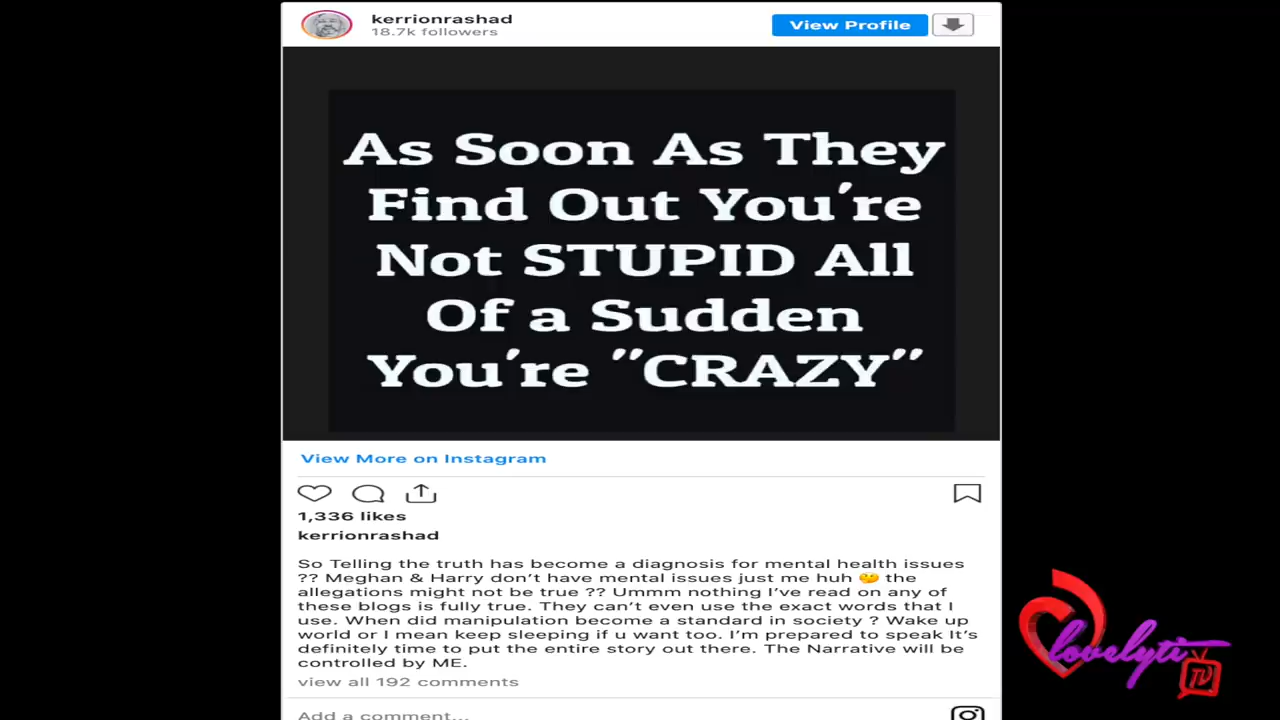 kerrionrashad
18.7k followers
View Profile
As Soon As They
Find Out You're
Not STUPID All
Of a Sudden
You're "CRAZY"
View More on Instagram
1,336 likes
kerrionrashad
So Telling the truth has become a diagnosis for mental health issues
?? Meghan & Harry don't have mental issues just me huh 🤔 the
allegations might not be true ?? Ummm nothing I've read on any of
these blogs is fully true. They can't even use the exact words that I
use. When did manipulation become a standard in society ? Wake up
world or I mean keep sleeping if u want too. I'm prepared to speak It's
definitely time to put the entire story out there. The Narrative will be
controlled by ME.
view all 192 comments
Add a comment...
lovelyti
TV